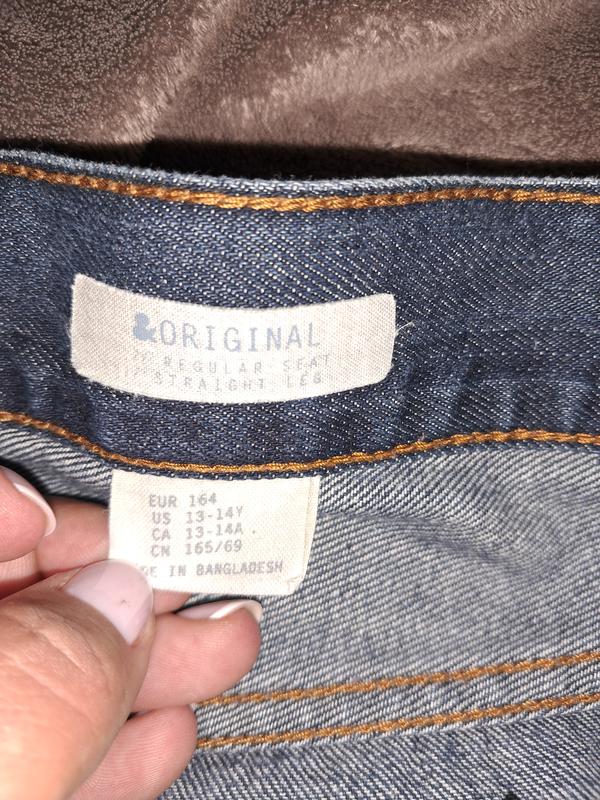 &ORIGINAL
REGULAR SEAT
STRAIGHT LEG
EUR 164
US 13-14Y
CA 13-14A
CN 165/69
IN BANGLADESH